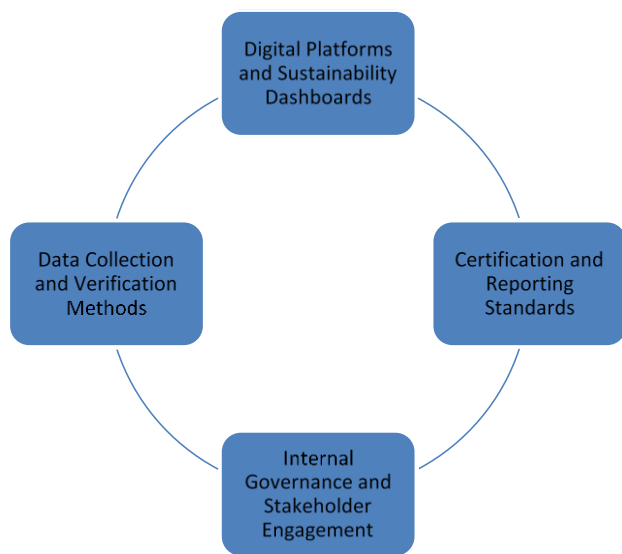 Digital Platforms
and Sustainability
Dashboards
Data Collection
and Verification
Methods
Certification and
Reporting
Standards
Internal
Governance and
Stakeholder
Engagement